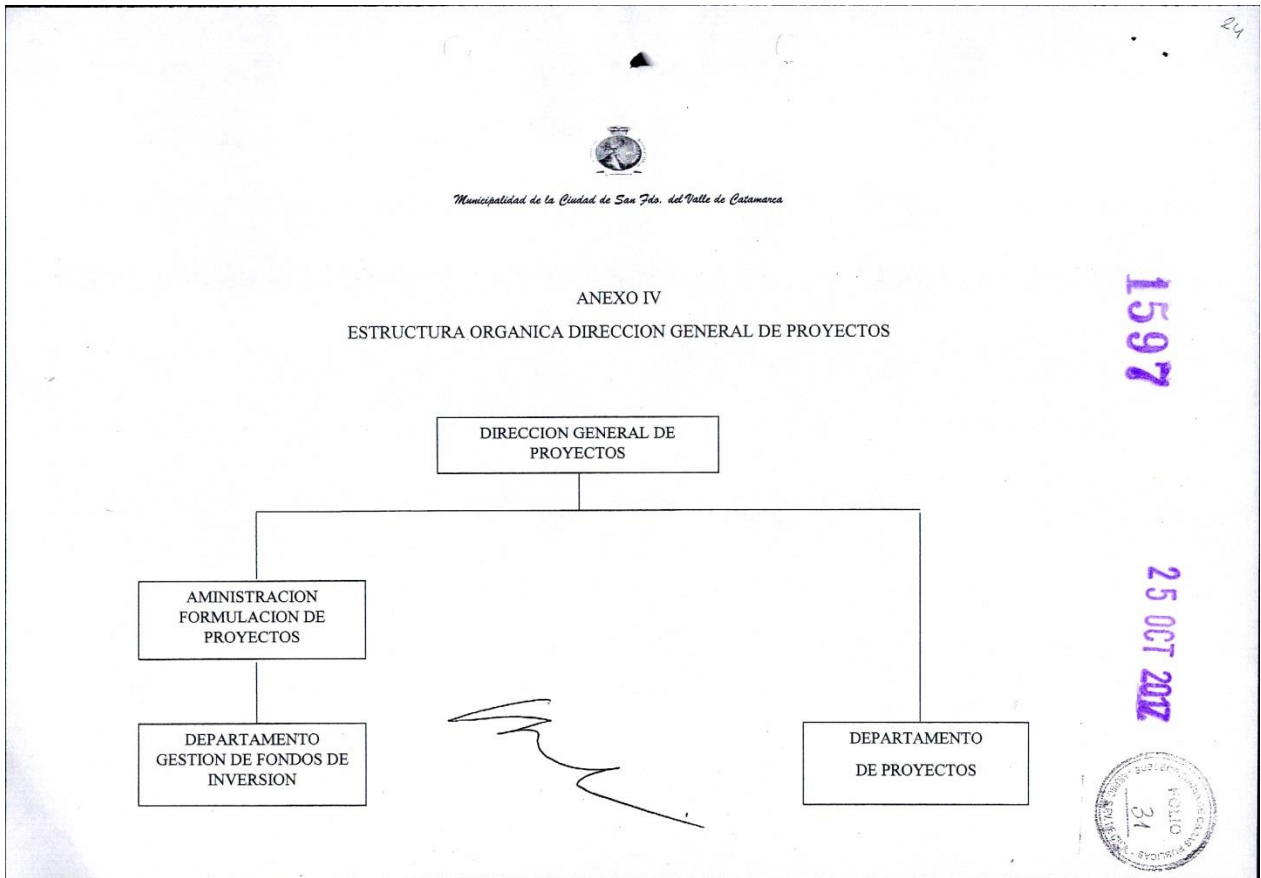 24
Municipalidad de la Ciudad de San Fdo. del Valle de Catamarca
ANEXO IV
ESTRUCTURA ORGANICA DIRECCION GENERAL DE PROYECTOS
1597
DIRECCION GENERAL DE
PROYECTOS
AMINISTRACION
FORMULACION DE
PROYECTOS
25 OCT 2017
DEPARTAMENTO
GESTION DE FONDOS DE
INVERSION
DEPARTAMENTO
DE PROYECTOS
FOLIO
31